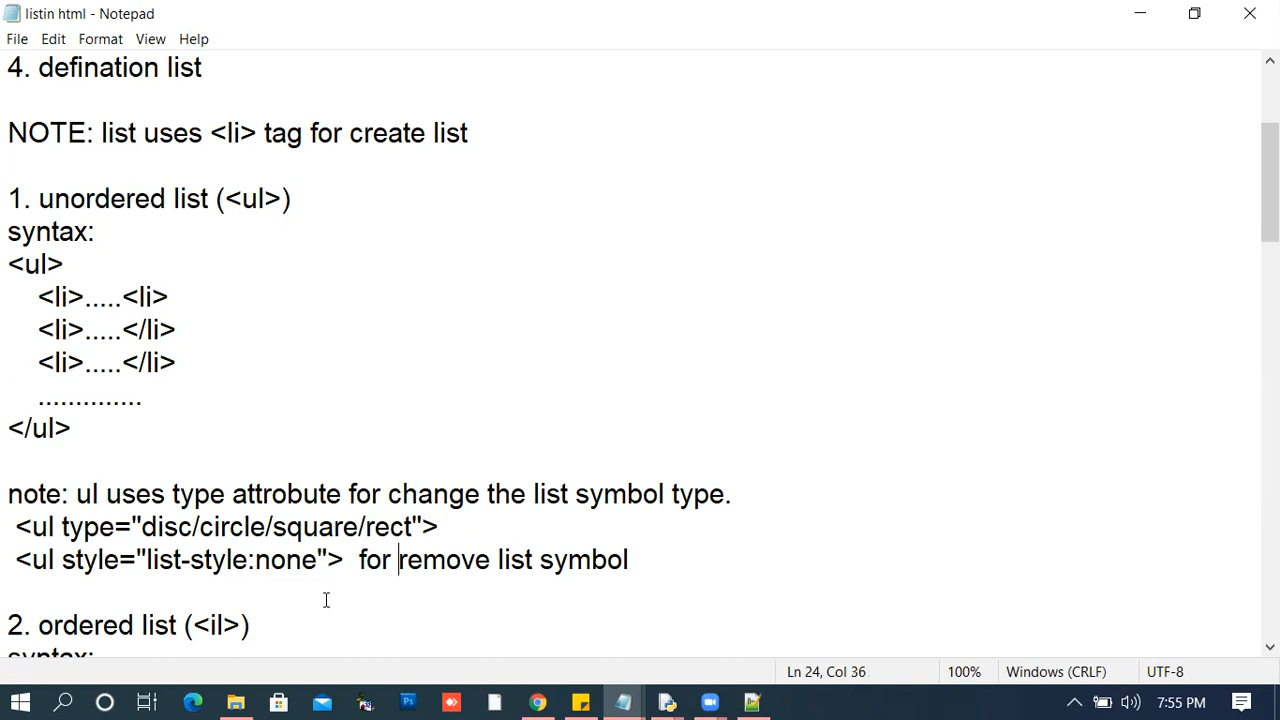 listin html - Notepad
File Edit Format View Help
4. defination list
NOTE: list uses <li> tag for create list
1. unordered list (<ul>)
syntax:
<ul>
<li>.....<li>
<li>.....</li>
<li>.....</li>
..............
</ul>
note: ul uses type attrobute for change the list symbol type.
<ul type="disc/circle/square/rect">
<ul style="list-style:none">  for remove list symbol
2. ordered list (<il>)
syntax:
Ln 24, Col 36 100% Windows (CRLF) UTF-8
Ps 7:55 PM